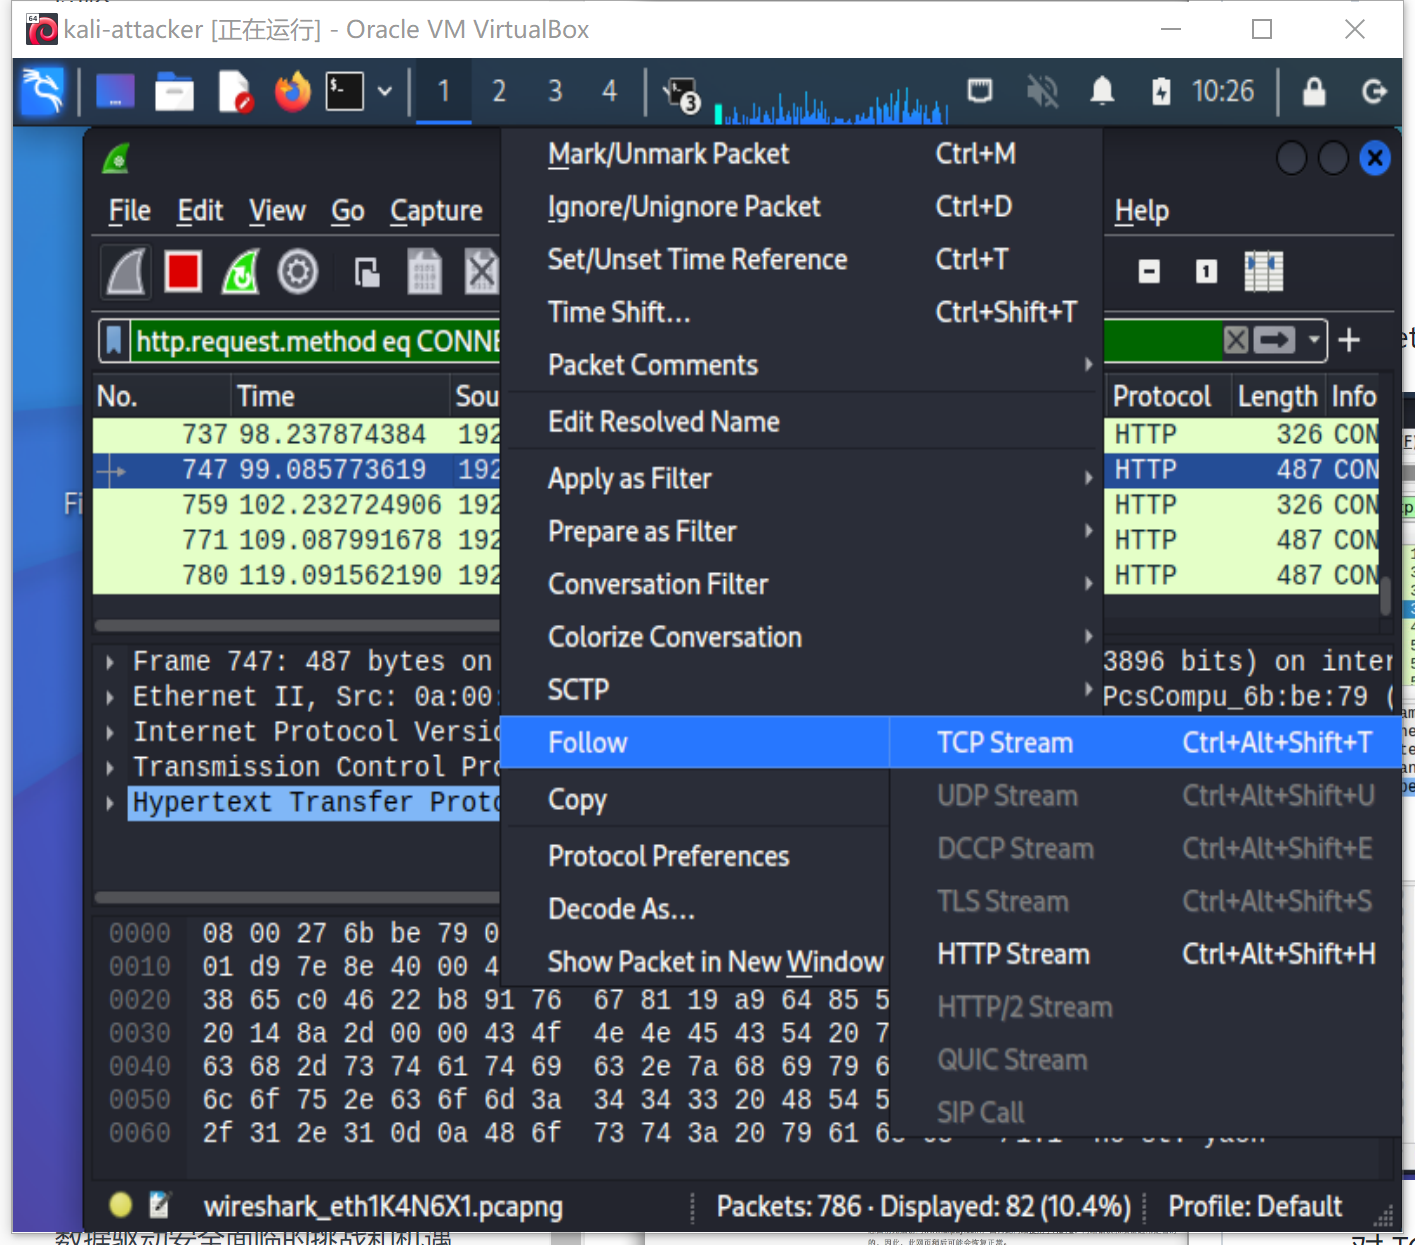 kali-attacker [正在运行] - Oracle VM VirtualBox
1 2 3 4 3 10:26
File Edit View Go Capture Help
http.request.method eq CONNE
No. Time Sou Protocol Length Info
737 98.237874384 192 HTTP 326 CON
747 99.085773619 192 HTTP 487 CON
759 102.232724906 192 HTTP 326 CON
771 109.087991678 192 HTTP 487 CON
780 119.091562190 192 HTTP 487 CON
Frame 747: 487 bytes on 3896 bits) on inter
Ethernet II, Src: 0a:00: PcsCompu_6b:be:79 (
Internet Protocol Versio
Transmission Control Pro
Hypertext Transfer Proto
Mark/Unmark Packet Ctrl+M
Ignore/Unignore Packet Ctrl+D
Set/Unset Time Reference Ctrl+T
Time Shift... Ctrl+Shift+T
Packet Comments
Edit Resolved Name
Apply as Filter
Prepare as Filter
Conversation Filter
Colorize Conversation
SCTP
Follow
Copy
Protocol Preferences
Decode As...
Show Packet in New Window
TCP Stream Ctrl+Alt+Shift+T
UDP Stream Ctrl+Alt+Shift+U
DCCP Stream Ctrl+Alt+Shift+E
TLS Stream Ctrl+Alt+Shift+S
HTTP Stream Ctrl+Alt+Shift+H
HTTP/2 Stream
QUIC Stream
SIP Call
0000 08 00 27 6b be 79 0
0010 01 d9 7e 8e 40 00 4
0020 38 65 c0 46 22 b8 91 76 67 81 19 a9 64 85 5
0030 20 14 8a 2d 00 00 43 4f 4e 4e 45 43 54 20 7
0040 63 68 2d 73 74 61 74 69 63 2e 7a 68 69 79 6
0050 6c 6f 75 2e 63 6f 6d 3a 34 34 33 20 48 54 5
0060 2f 31 2e 31 0d 0a 48 6f 73 74 3a 20 79 61
wireshark_eth1K4N6X1.pcapng Packets: 786 · Displayed: 82 (10.4%) Profile: Default
数据驱动安全面临的挑战和机遇